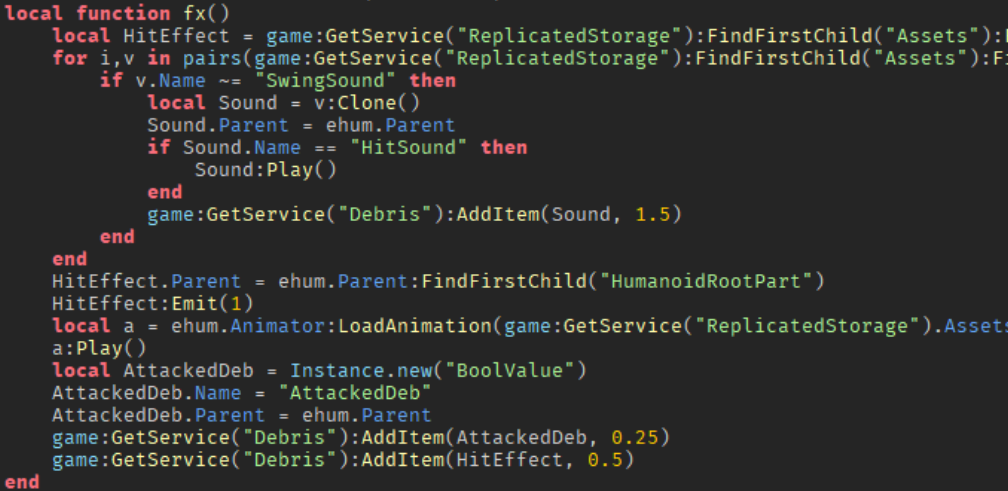 local function fx()
    local HitEffect = game:GetService("ReplicatedStorage"):FindFirstChild("Assets"):
    for i,v in pairs(game:GetService("ReplicatedStorage"):FindFirstChild("Assets"):Fi
        if v.Name ~= "SwingSound" then
            local Sound = v:Clone()
            Sound.Parent = ehum.Parent
            if Sound.Name == "HitSound" then
                Sound:Play()
            end
            game:GetService("Debris"):AddItem(Sound, 1.5)
        end
    end
    HitEffect.Parent = ehum.Parent:FindFirstChild("HumanoidRootPart")
    HitEffect:Emit(1)
    local a = ehum.Animator:LoadAnimation(game:GetService("ReplicatedStorage").Assets
    a:Play()
    local AttackedDeb = Instance.new("BoolValue")
    AttackedDeb.Name = "AttackedDeb"
    AttackedDeb.Parent = ehum.Parent
    game:GetService("Debris"):AddItem(AttackedDeb, 0.25)
    game:GetService("Debris"):AddItem(HitEffect, 0.5)
end